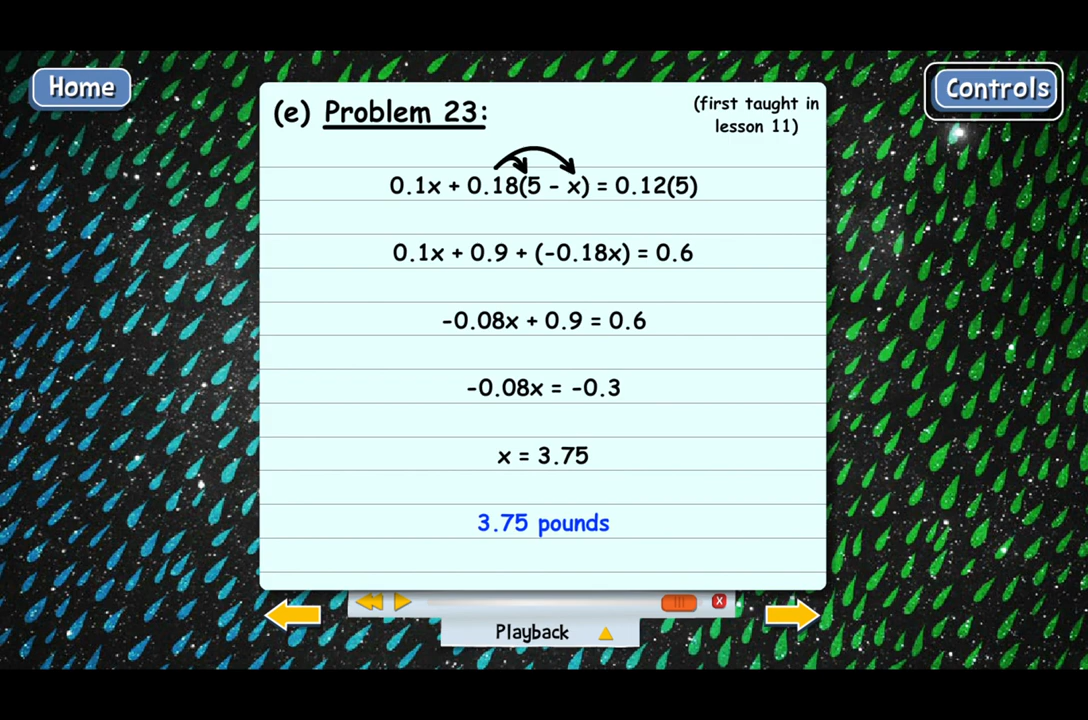 Home
Controls
(e) Problem 23:
(first taught in
lesson 11)
0.1x + 0.18(5 - x) = 0.12(5)
0.1x + 0.9 + (-0.18x) = 0.6
-0.08x + 0.9 = 0.6
-0.08x = -0.3
x = 3.75
3.75 pounds
x
Playback